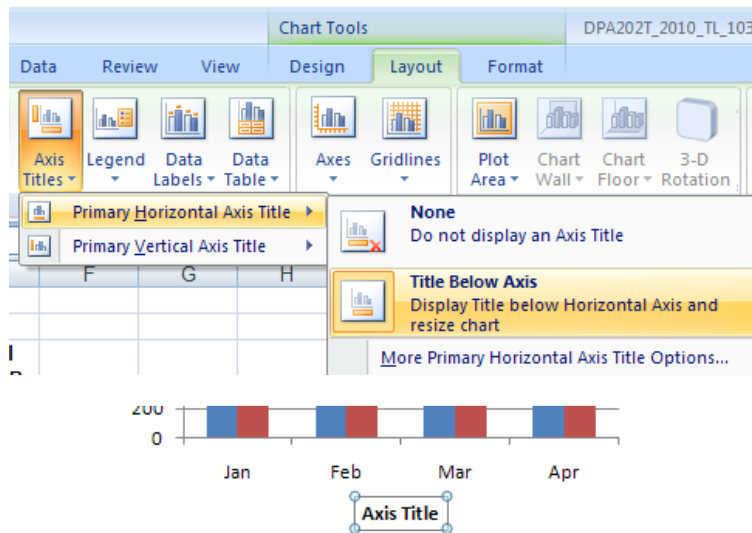 Chart Tools
DPA202T_2010_TL_103
Data Review View Design Layout Format
Axis Titles Legend Data Labels Data Table Axes Gridlines Plot Area Chart Wall Chart Floor 3-D Rotation
Primary Horizontal Axis Title
Primary Vertical Axis Title
None
Do not display an Axis Title
Title Below Axis
Display Title below Horizontal Axis and
resize chart
More Primary Horizontal Axis Title Options...
F G H
200
0
Jan Feb Mar Apr
Axis Title